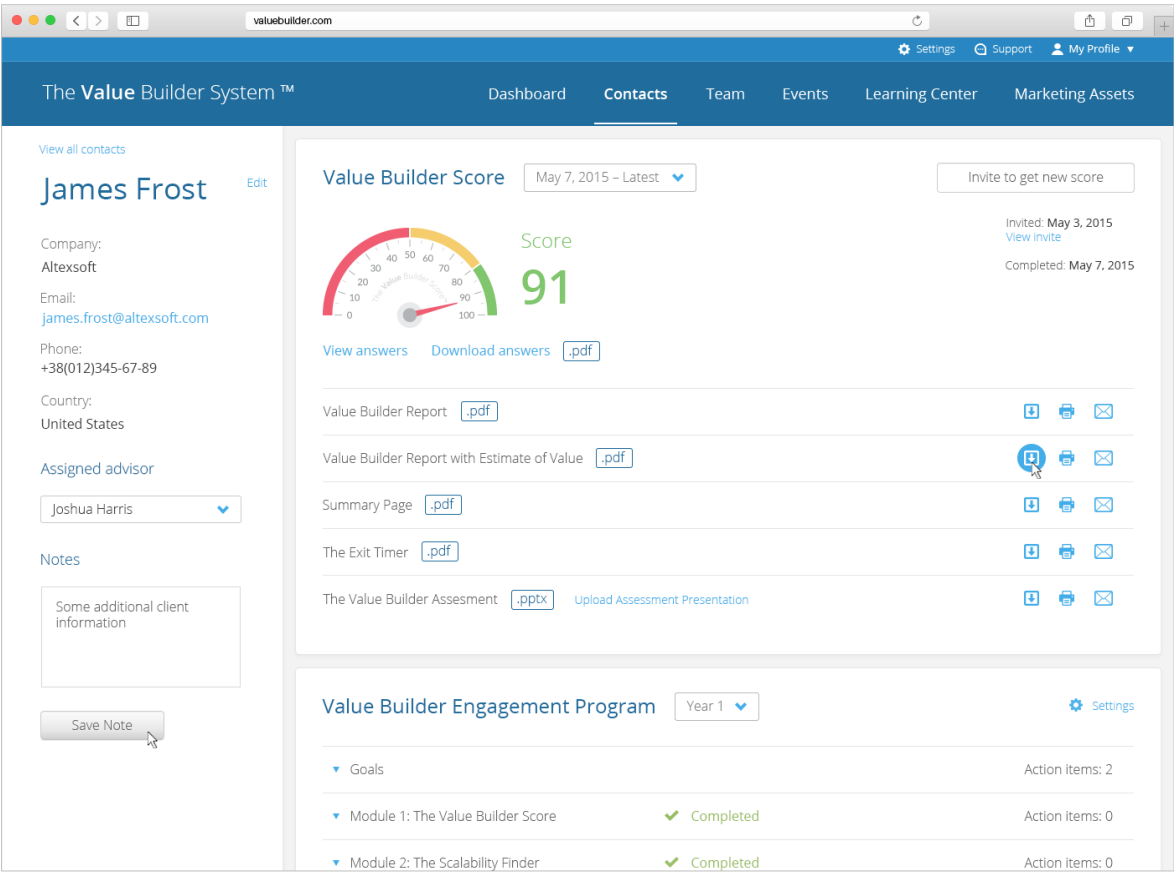 valuebuilder.com
Settings Support My Profile
The Value Builder System ™
Dashboard Contacts Team Events Learning Center Marketing Assets
View all contacts
James Frost Edit
Company:
Altexsoft
Email:
james.frost@altexsoft.com
Phone:
+38(012)345-67-89
Country:
United States
Assigned advisor
Joshua Harris
Notes
Some additional client
information
Save Note
Value Builder Score May 7, 2015 – Latest Invite to get new score
Invited: May 3, 2015
View invite
Completed: May 7, 2015
0 10 20 30 40 50 60 70 80 90 100
The Value Builder Score
Score
91
View answers Download answers .pdf
Value Builder Report .pdf
Value Builder Report with Estimate of Value .pdf
Summary Page .pdf
The Exit Timer .pdf
The Value Builder Assesment .pptx Upload Assessment Presentation
Value Builder Engagement Program Year 1 Settings
Goals Action items: 2
Module 1: The Value Builder Score Completed Action items: 0
Module 2: The Scalability Finder Completed Action items: 0